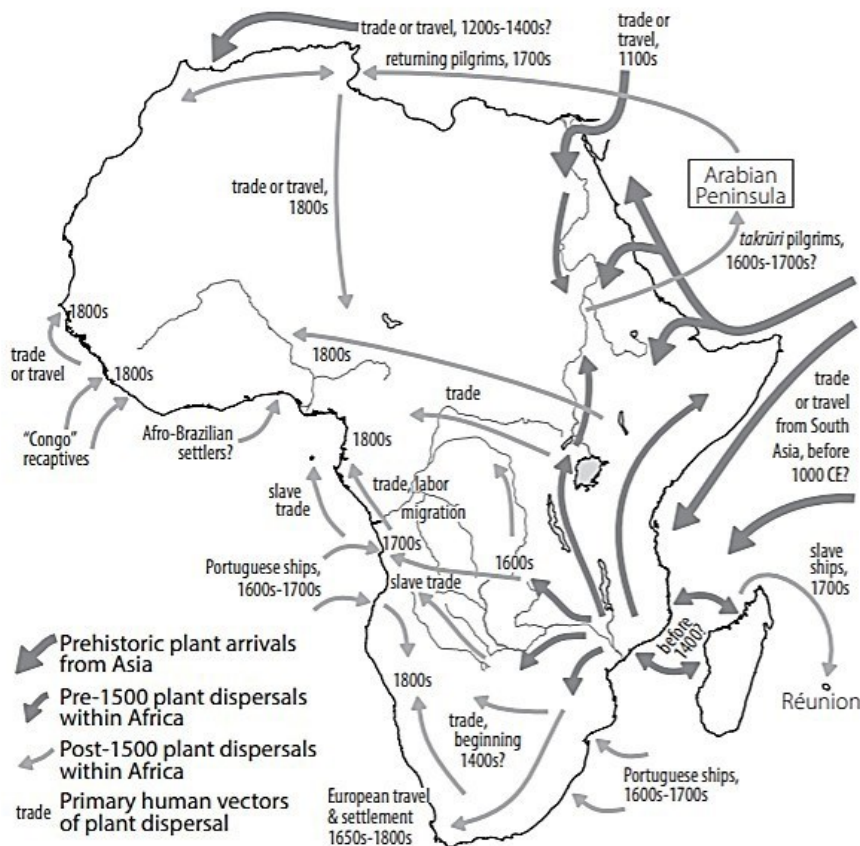 trade or travel, 1200s-1400s?
trade or
travel,
1100s
returning pilgrims, 1700s
Arabian
Peninsula
trade or travel,
1800s
takrūri pilgrims,
1600s-1700s?
1800s
trade
or travel
1800s
1800s
trade
trade
or travel
from South
Asia, before
1000 CE?
"Congo"
recaptives
Afro-Brazilian
settlers?
1800s
slave
trade
trade, labor
migration
1700s
1600s
slave
ships,
1700s
Portuguese ships,
1600s-1700s
slave trade
before
1400?
Réunion
1800s
trade,
beginning
1400s?
Portuguese ships,
1600s-1700s
European travel
& settlement
1650s-1800s
Prehistoric plant arrivals
from Asia
Pre-1500 plant dispersals
within Africa
Post-1500 plant dispersals
within Africa
trade Primary human vectors
of plant dispersal